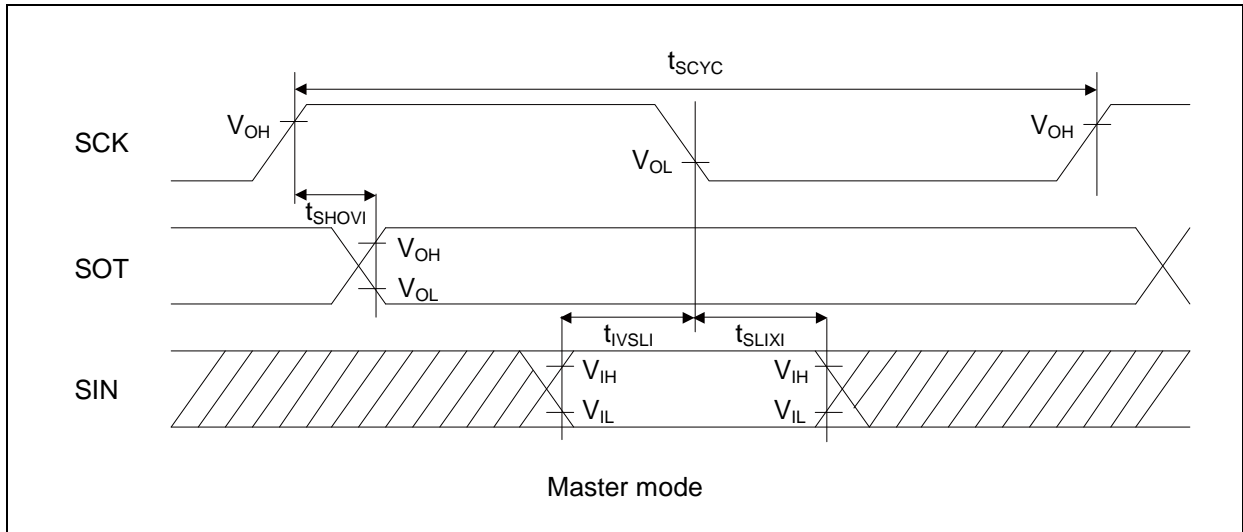 tSCYC
SCK
VOH
VOL
VOH
tSHOVI
SOT
VOH
VOL
tIVSLI
tSLIXI
SIN
VIH
VIL
VIH
VIL
Master mode